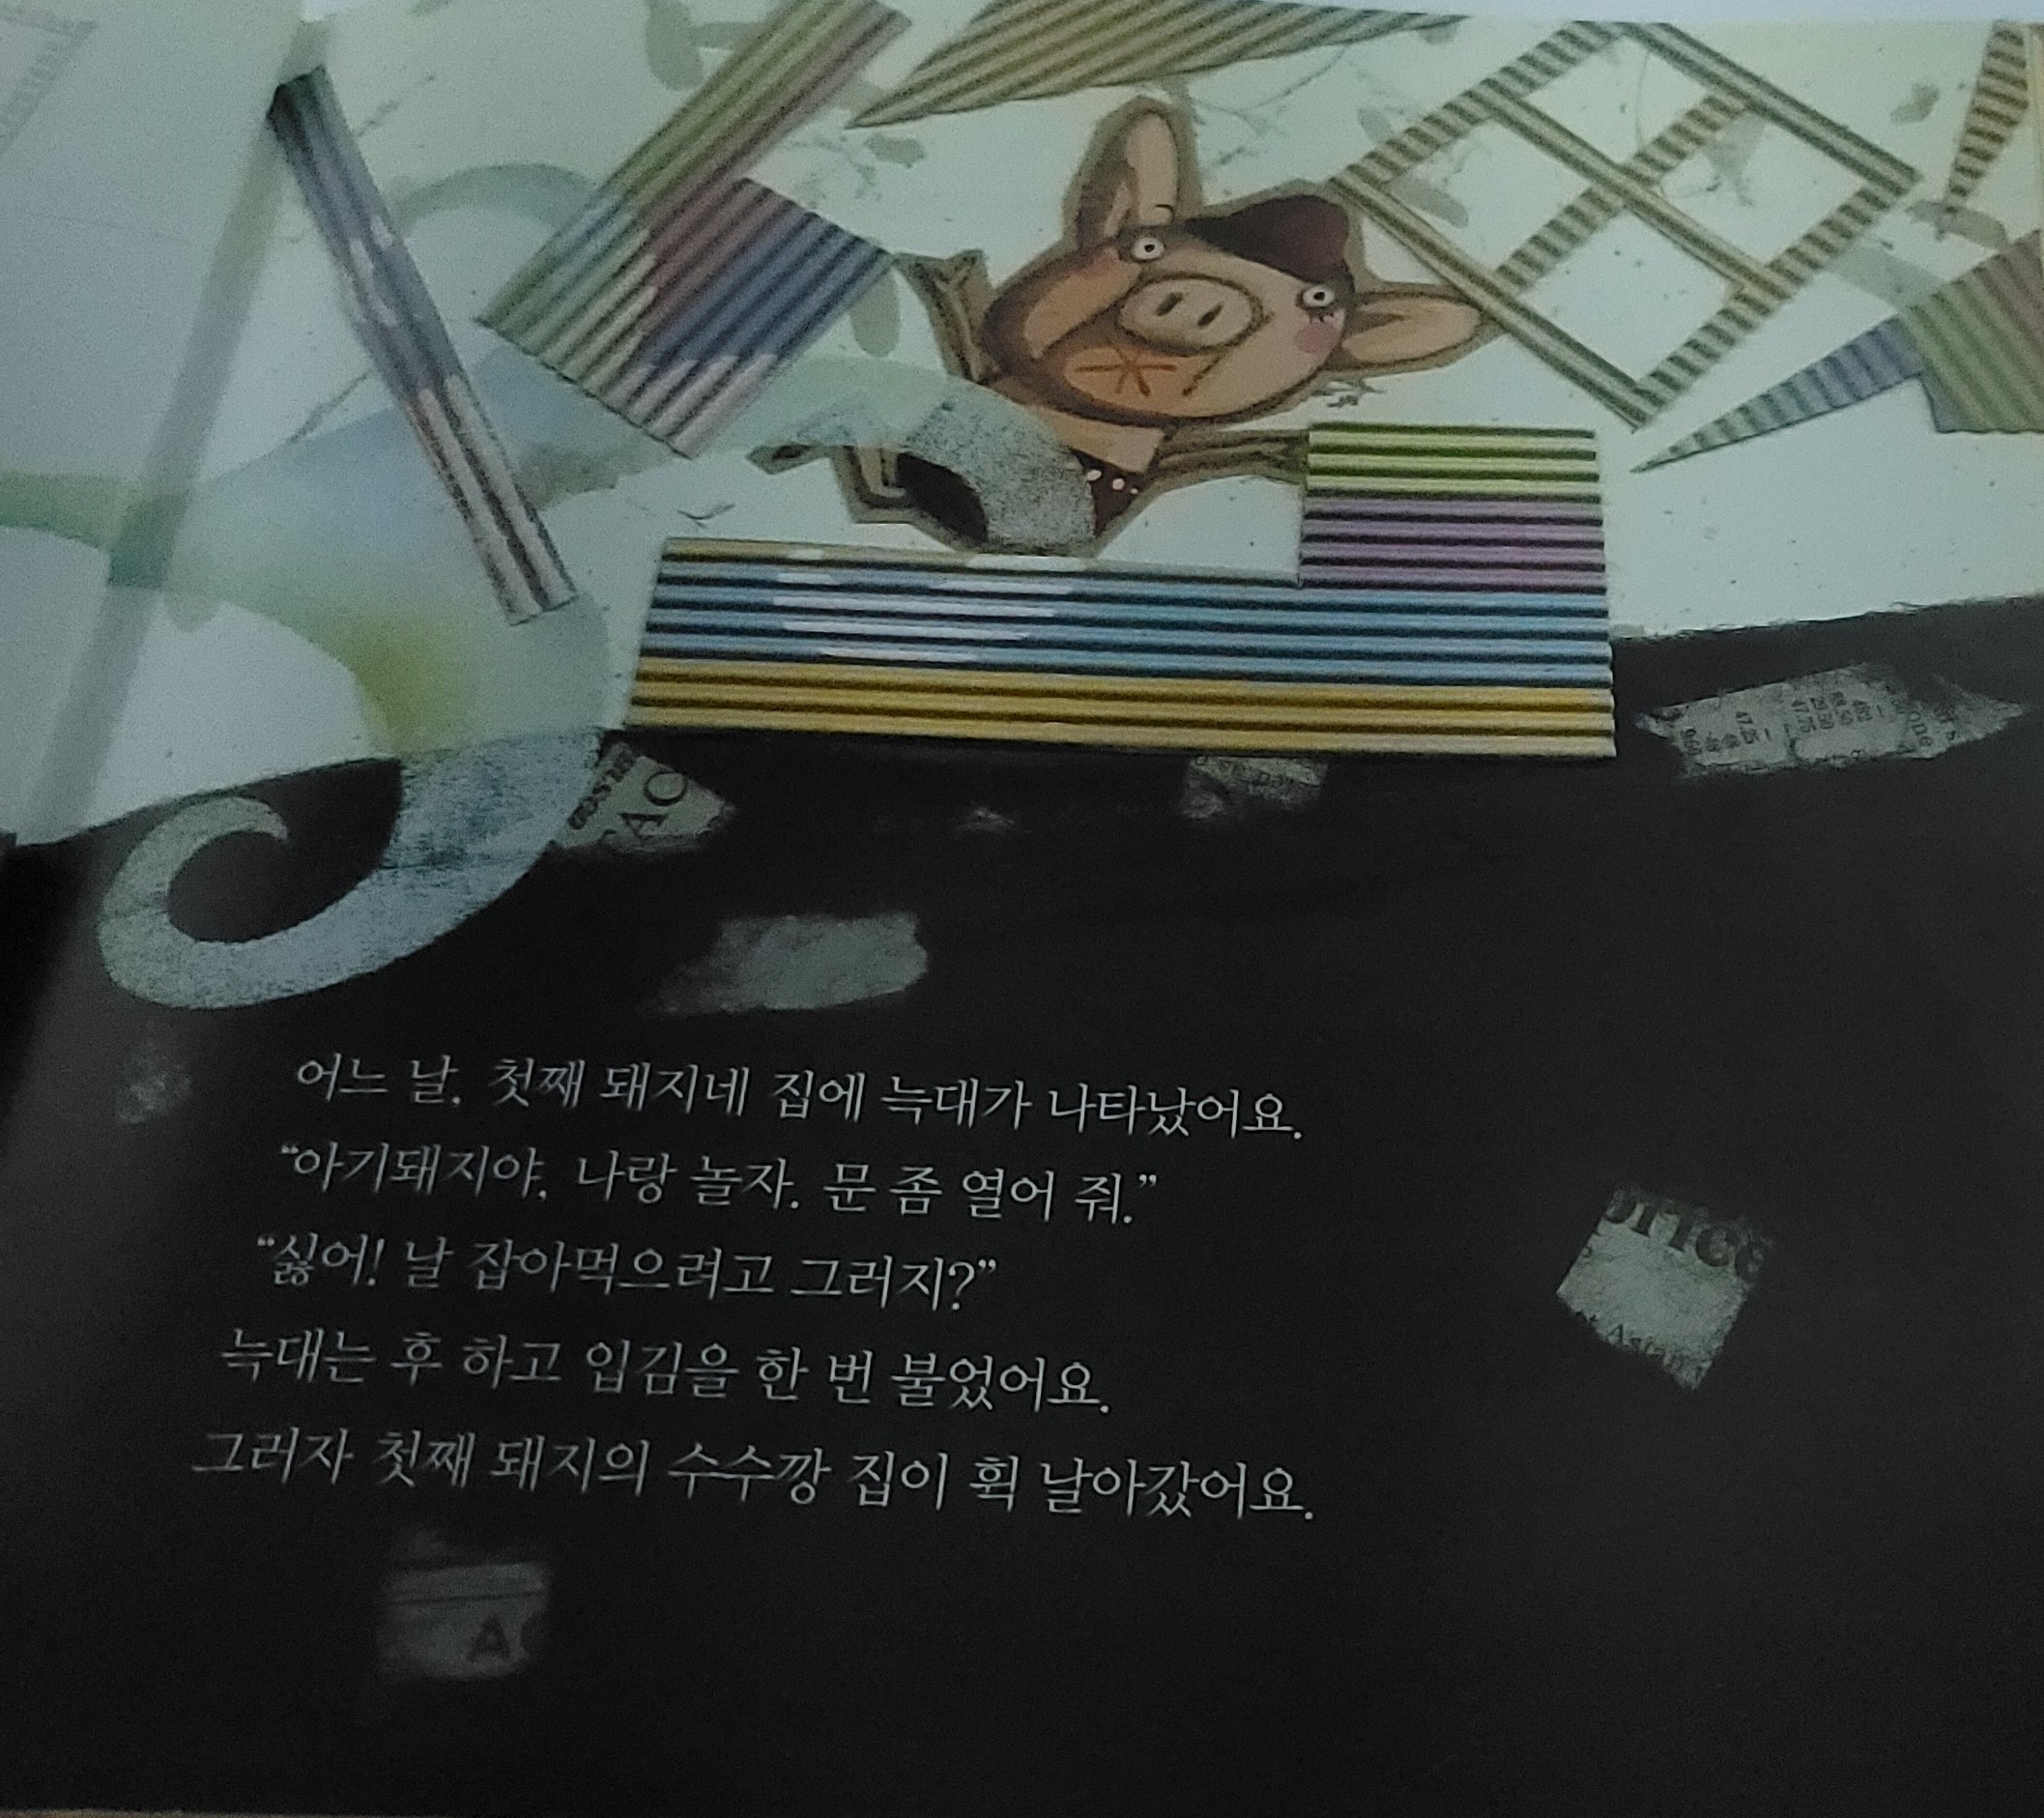 어느 날, 첫째 돼지네 집에 늑대가 나타났어요.
“아기돼지야, 나랑 놀자. 문 좀 열어 줘.”
“싫어! 날 잡아먹으려고 그러지?”
늑대는 후 하고 입김을 한 번 불었어요.
그러자 첫째 돼지의 수수깡 집이 휙 날아갔어요.